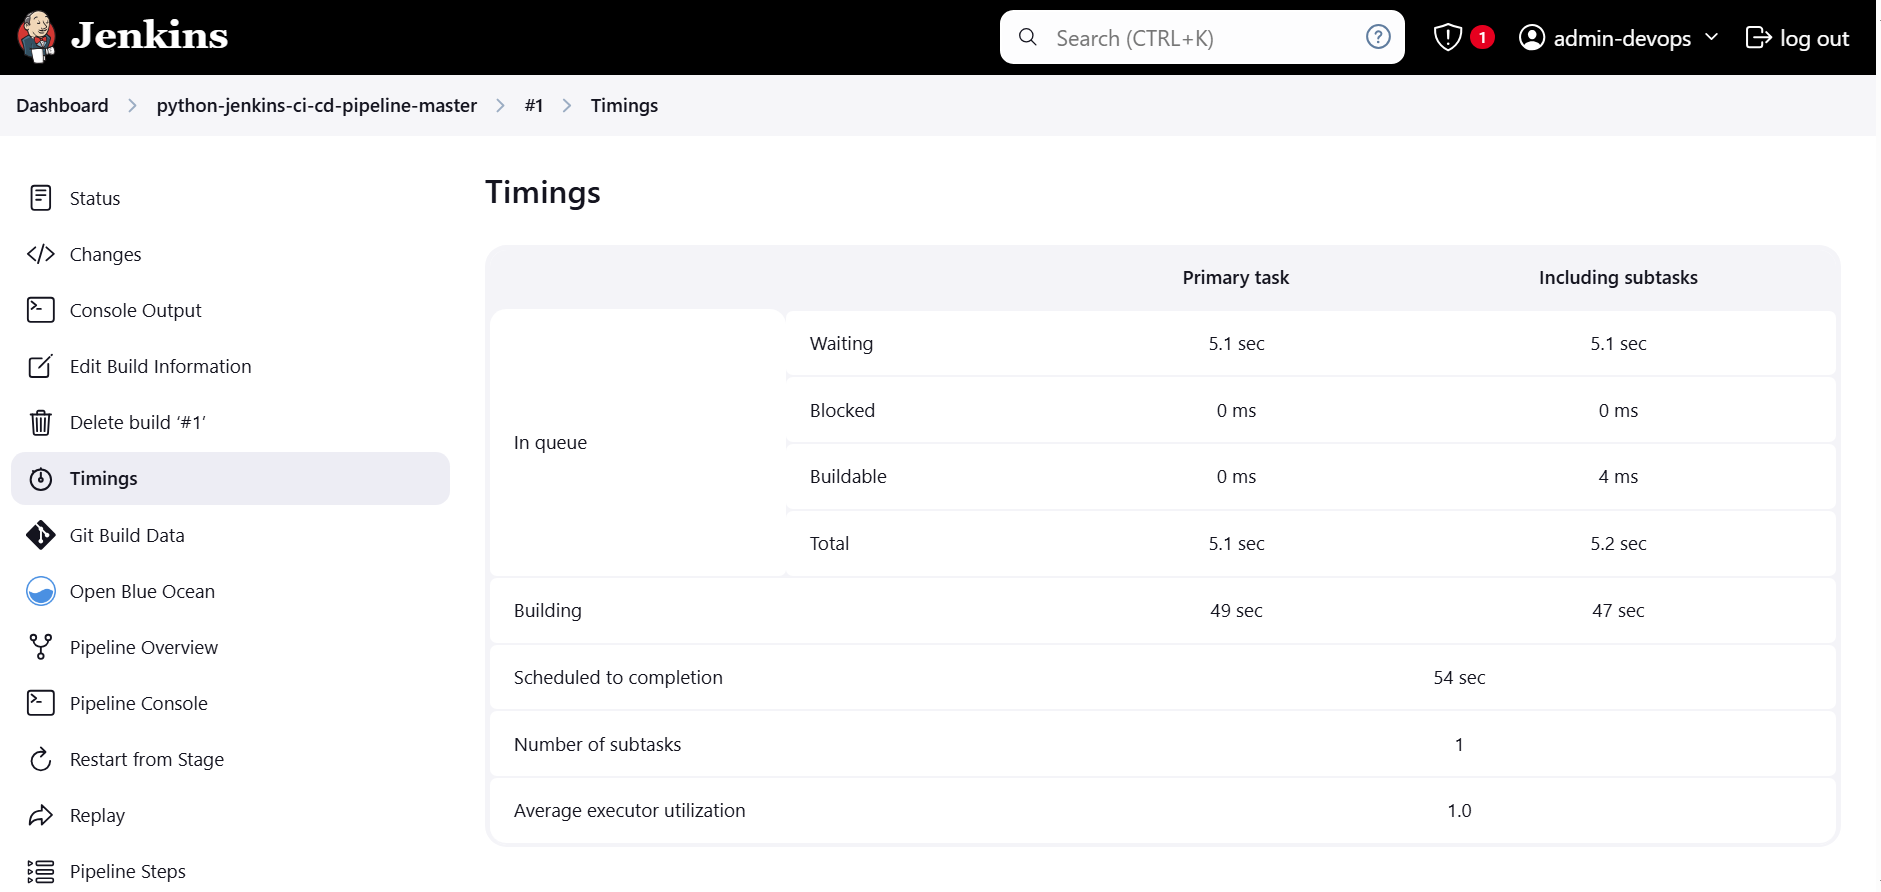 Jenkins
Search (CTRL+K)
?
1
admin-devops
log out
Dashboard > python-jenkins-ci-cd-pipeline-master > #1 > Timings
Status
Changes
Console Output
Edit Build Information
Delete build ‘#1’
Timings
Git Build Data
Open Blue Ocean
Pipeline Overview
Pipeline Console
Restart from Stage
Replay
Pipeline Steps
Timings
Primary task Including subtasks
In queue
Waiting 5.1 sec 5.1 sec
Blocked 0 ms 0 ms
Buildable 0 ms 4 ms
Total 5.1 sec 5.2 sec
Building 49 sec 47 sec
Scheduled to completion 54 sec
Number of subtasks 1
Average executor utilization 1.0